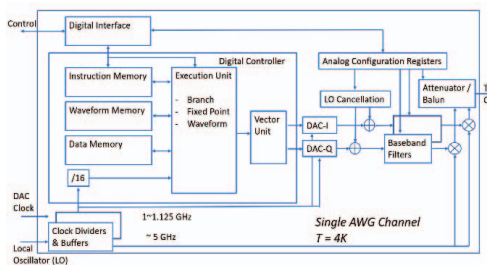 Control
Digital Interface
Digital Controller
Analog Configuration Registers
Instruction Memory
Execution Unit
- Branch
- Fixed Point
- Waveform
Waveform Memory
Data Memory
Vector
Unit
LO Cancellation
Attenuator /
Balun
DAC-I
DAC-Q
Baseband
Filters
/16
DAC
Clock
Clock Dividers
& Buffers
1~1.125 GHz
~ 5 GHz
Local
Oscillator (LO)
Single AWG Channel
T = 4K